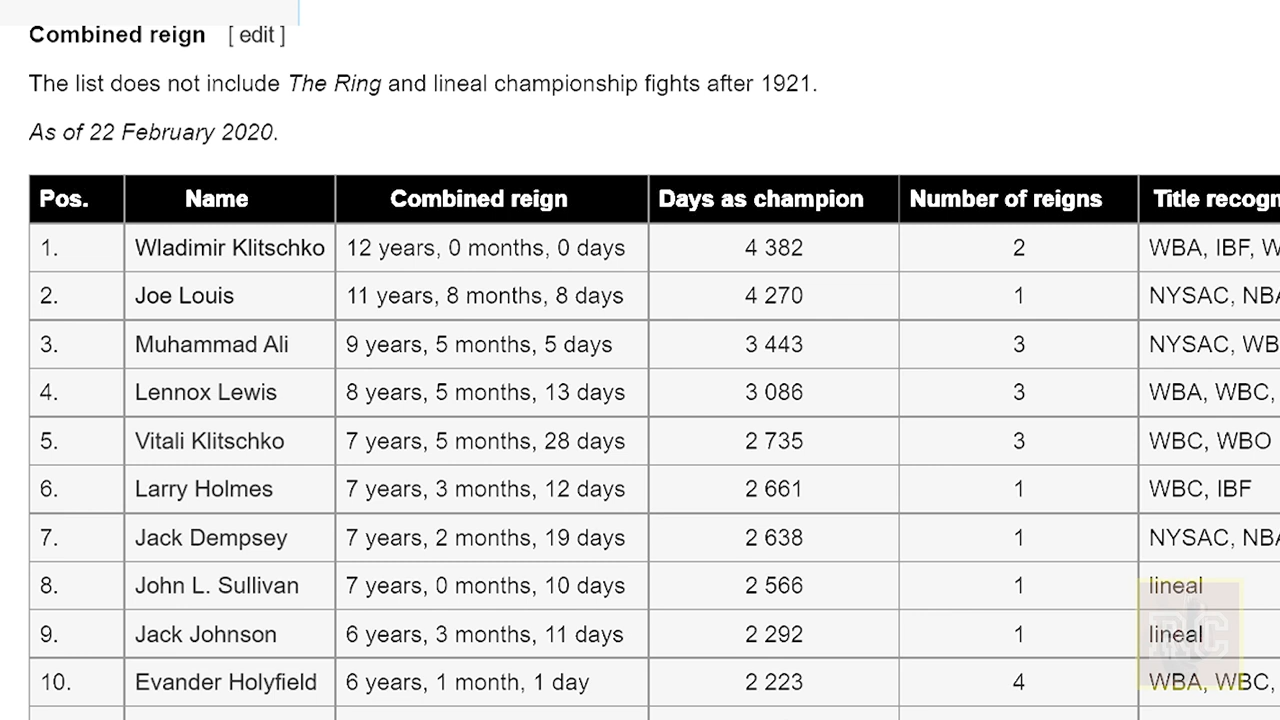 Combined reign [ edit ]
The list does not include The Ring and lineal championship fights after 1921.
As of 22 February 2020.
Pos. Name Combined reign Days as champion Number of reigns Title recogn
1. Wladimir Klitschko 12 years, 0 months, 0 days 4 382 2 WBA, IBF, W
2. Joe Louis 11 years, 8 months, 8 days 4 270 1 NYSAC, NBA
3. Muhammad Ali 9 years, 5 months, 5 days 3 443 3 NYSAC, WB
4. Lennox Lewis 8 years, 5 months, 13 days 3 086 3 WBA, WBC,
5. Vitali Klitschko 7 years, 5 months, 28 days 2 735 3 WBC, WBO
6. Larry Holmes 7 years, 3 months, 12 days 2 661 1 WBC, IBF
7. Jack Dempsey 7 years, 2 months, 19 days 2 638 1 NYSAC, NBA
8. John L. Sullivan 7 years, 0 months, 10 days 2 566 1 lineal
9. Jack Johnson 6 years, 3 months, 11 days 2 292 1 lineal
10. Evander Holyfield 6 years, 1 month, 1 day 2 223 4 WBA, WBC,